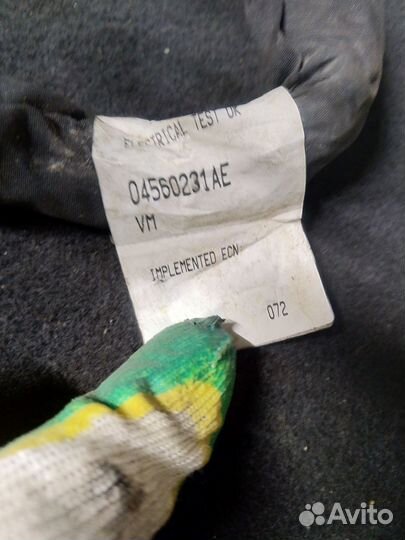 ELECTRICAL TEST OK
04560231AE
VM
IMPLEMENTED ECN
072
Avito